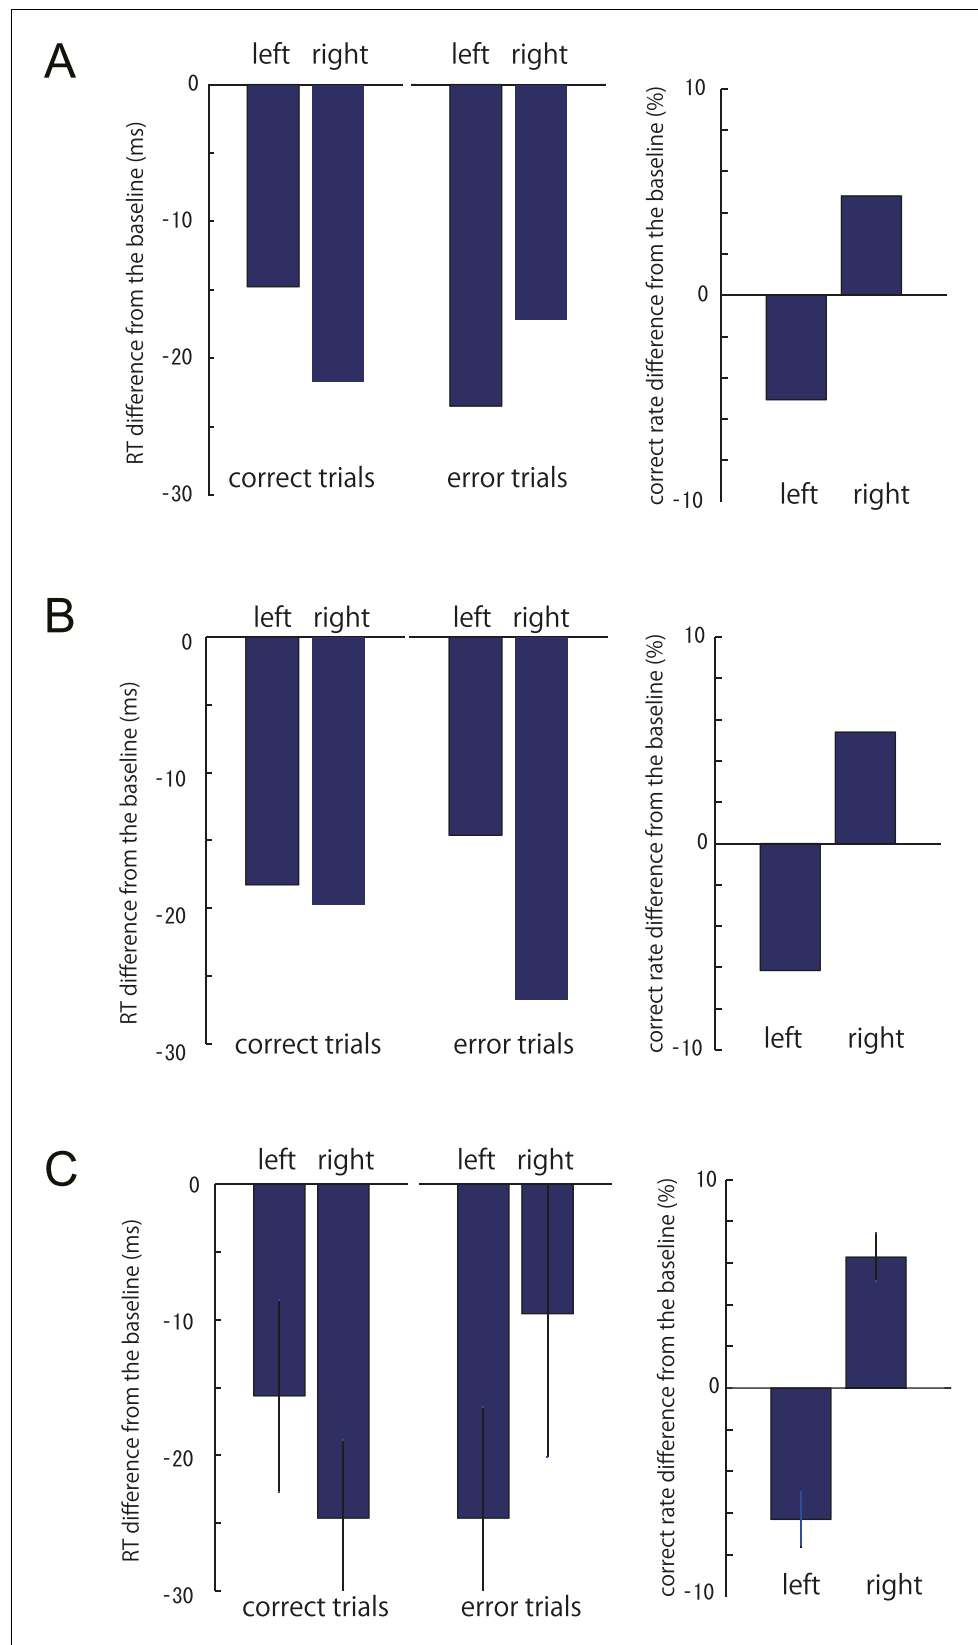 A
left right left right
0
-10
-20
-30
RT difference from the baseline (ms)
correct trials error trials
10
0
-10
correct rate difference from the baseline (%)
left right
B
left right left right
0
-10
-20
-30
RT difference from the baseline (ms)
correct trials error trials
10
0
-10
correct rate difference from the baseline (%)
left right
C
left right left right
0
-10
-20
-30
RT difference from the baseline (ms)
correct trials error trials
10
0
-10
correct rate difference from the baseline (%)
left right